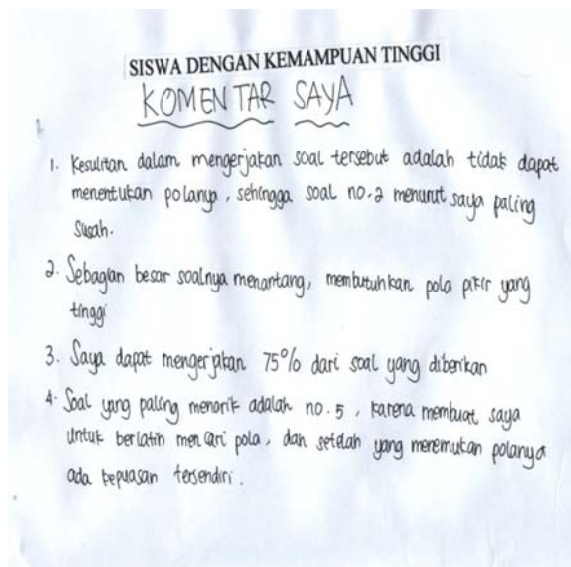 SISWA DENGAN KEMAMPUAN TINGGI
KOMENTAR SAYA
1. Kesulitan dalam mengerjakan soal tersebut adalah tidak dapat
menentukan polanya, sehingga soal no.2 menurut saya paling
susah.
2. Sebagian besar soalnya menantang, membutuhkan pola pikir yang
tinggi
3. Saya dapat mengerjakan 75% dari soal yang diberikan
4. Soal yang paling menarik adalah no.5, karena membuat saya
untuk berlatih mencari pola, dan setelah yang menemukan polanya
ada kepuasan tersendiri.